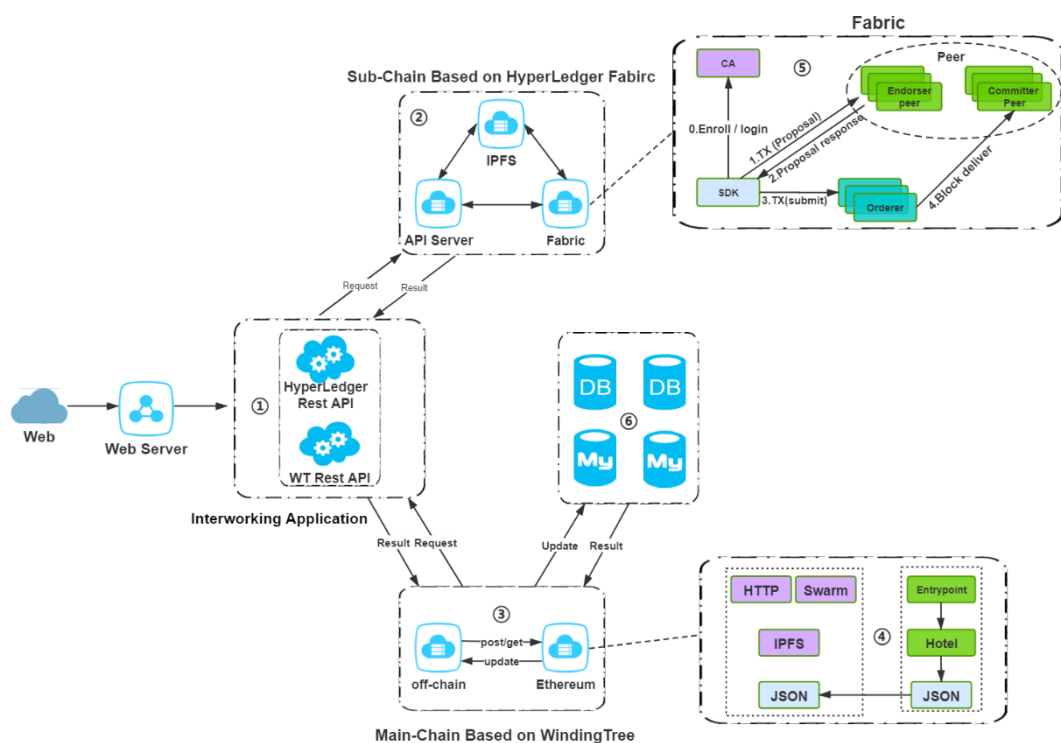 Fabric
CA
⑤
Peer
Endorser
peer
Committer
Peer
0.Enroll / login
1.TX (Proposal)
2.Proposal response
SDK
3.TX(submit)
Orderer
4.Block deliver
Sub-Chain Based on HyperLedger Fabirc
②
IPFS
API Server
Fabric
Request
Result
①
HyperLedger
Rest API
WT Rest API
Web
Web Server
Interworking Application
DB
DB
⑥
My
My
Result
Request
Update
Result
③
post/get
update
off-chain
Ethereum
Main-Chain Based on WindingTree
HTTP
Swarm
Entrypoint
IPFS
④
Hotel
JSON
JSON